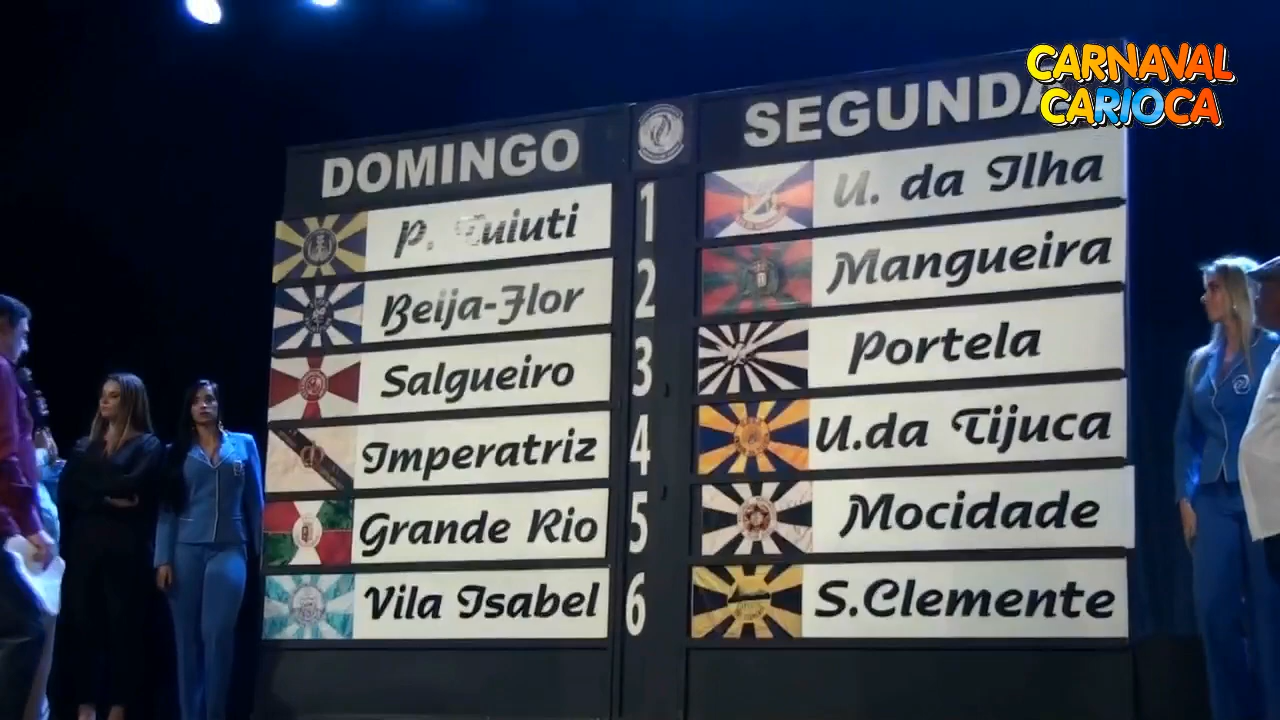 CARNAVAL
CARIOCA
DOMINGO
SEGUNDA
1
2
3
4
5
6
P. Tuiuti
Beija-Flor
Salgueiro
Imperatriz
Grande Rio
Vila Isabel
U. da Ilha
Mangueira
Portela
U.da Tijuca
Mocidade
S.Clemente